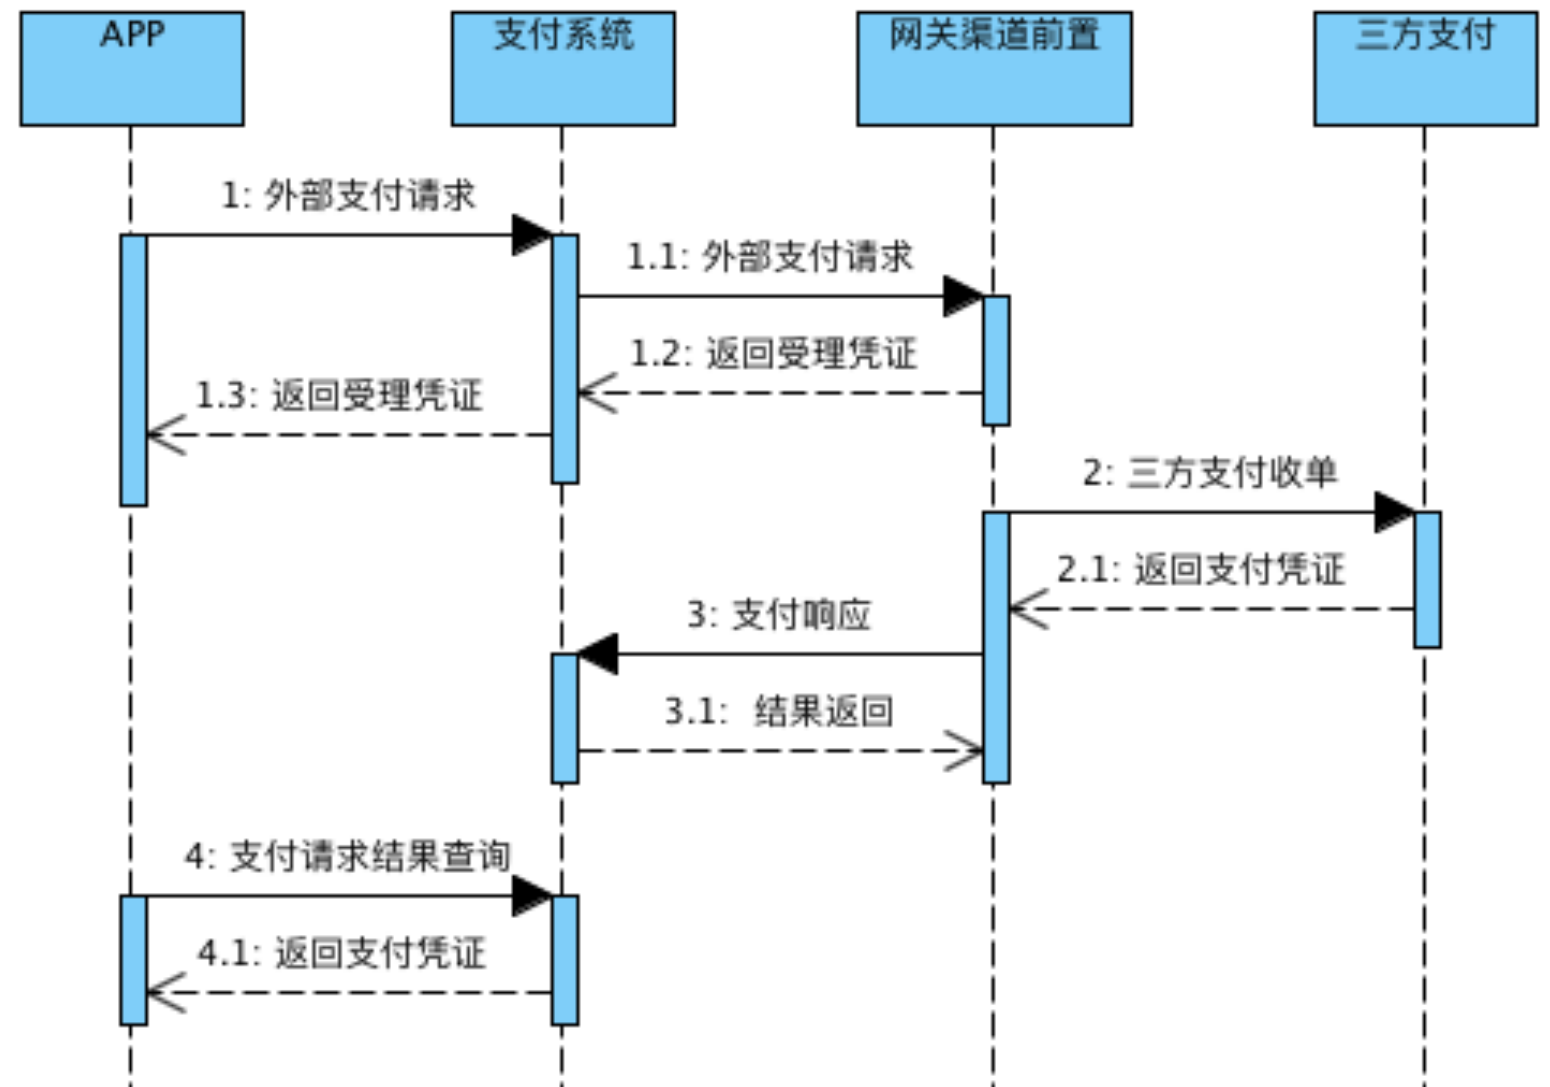 APP
支付系统
网关渠道前置
三方支付
1: 外部支付请求
1.1: 外部支付请求
1.2: 返回受理凭证
1.3: 返回受理凭证
2: 三方支付收单
2.1: 返回支付凭证
3: 支付响应
3.1: 结果返回
4: 支付请求结果查询
4.1: 返回支付凭证